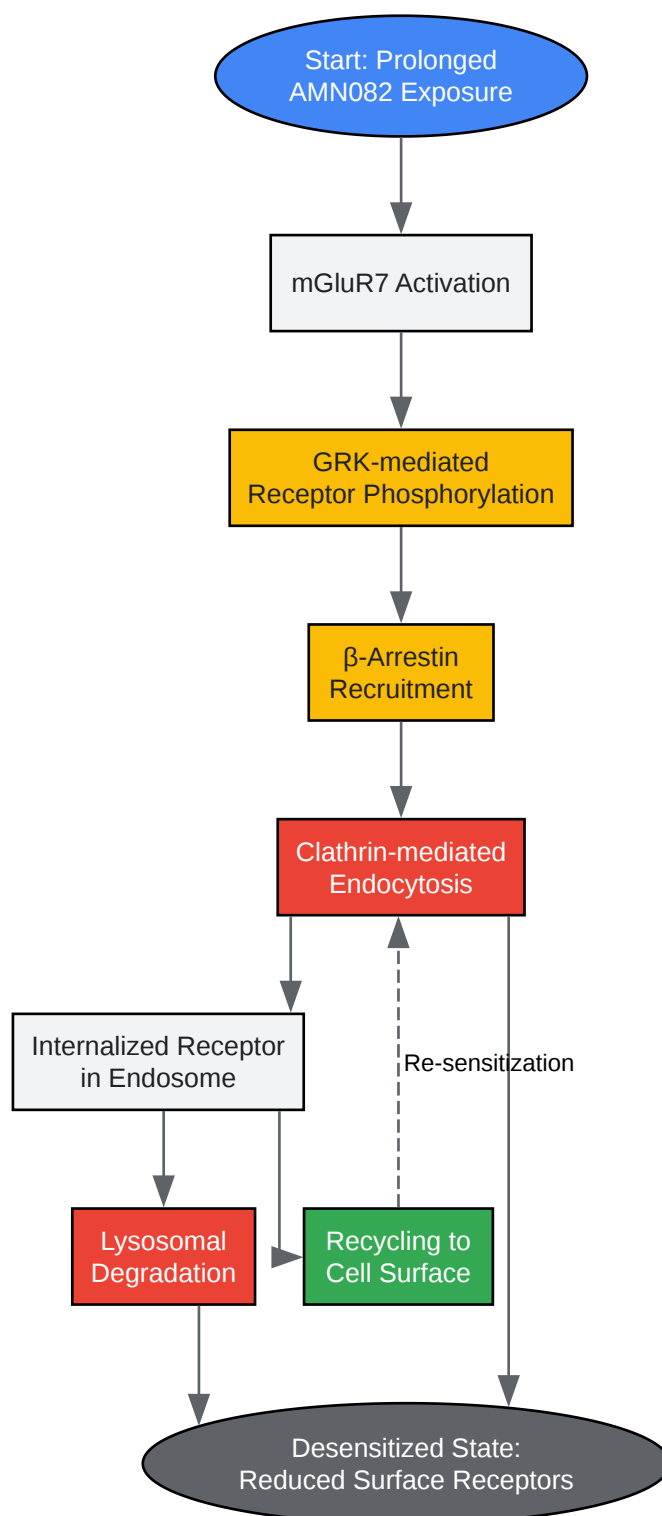 Start: Prolonged
AMN082 Exposure
mGluR7 Activation
GRK-mediated
Receptor Phosphorylation
β-Arrestin
Recruitment
Clathrin-mediated
Endocytosis
Internalized Receptor
in Endosome
Re-sensitization
Lysosomal
Degradation
Recycling to
Cell Surface
Desensitized State:
Reduced Surface Receptors